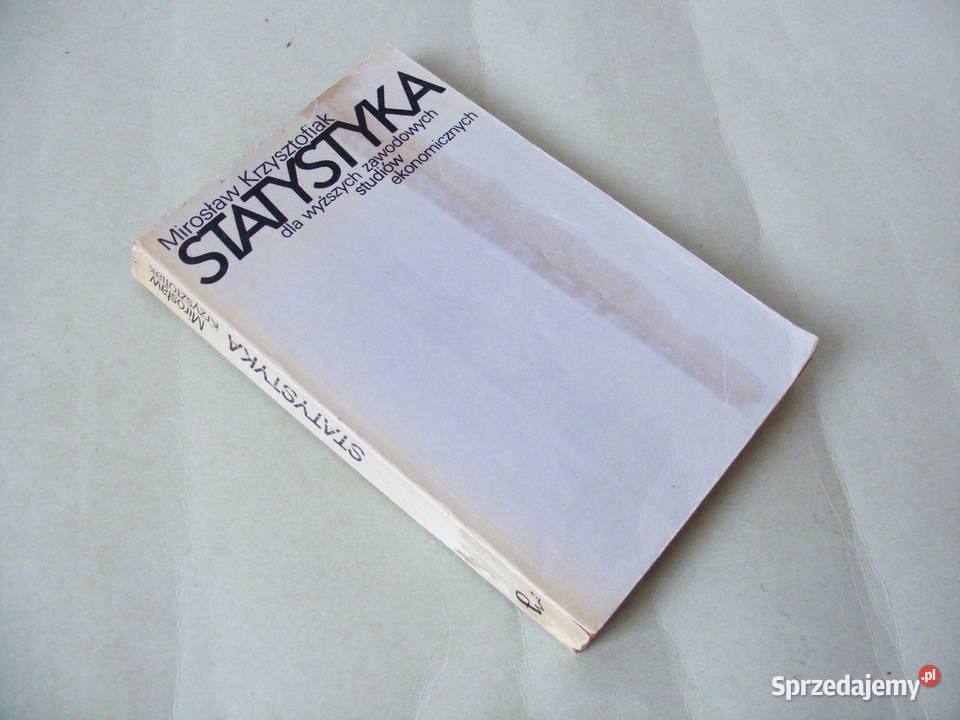 Mirosław Krzysztofiak
STATYSTYKA
dla wyższych zawodowych
studiów
ekonomicznych
Mirosław
Krzysztofiak
STATYSTYKA
Sprzedajemy.pl